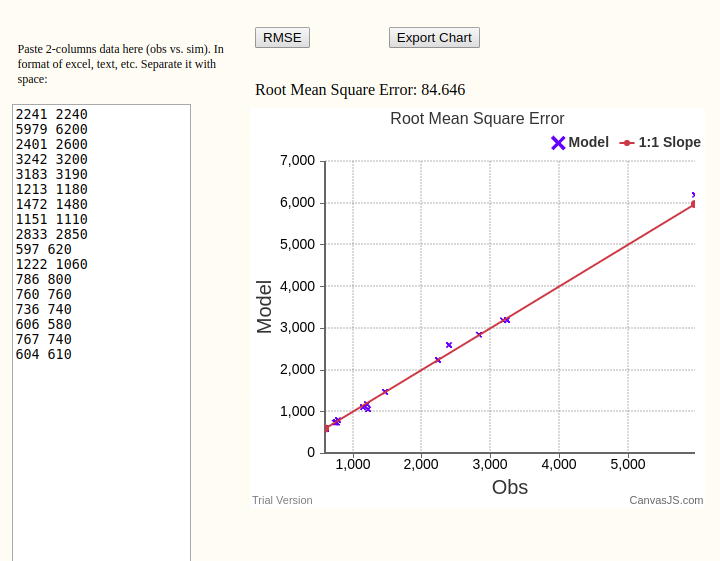 RMSE
Export Chart
Paste 2-columns data here (obs vs. sim). In
format of excel, text, etc. Separate it with
space:
Root Mean Square Error: 84.646
2241 2240
5979 6200
2401 2600
3242 3200
3183 3190
1213 1180
1472 1480
1151 1110
2833 2850
597 620
1222 1060
786 800
760 760
736 740
606 580
767 740
604 610
Root Mean Square Error
Model
1:1 Slope
7,000
6,000
5,000
4,000
3,000
2,000
1,000
0
Model
1,000
2,000
3,000
4,000
5,000
Obs
Trial Version
CanvasJS.com